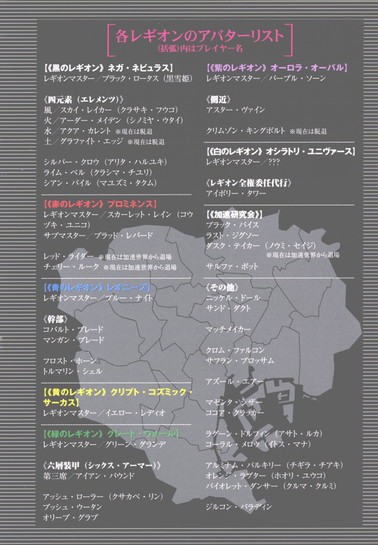 各レギオンのアバターリスト
(括弧)内はプレイヤー名
【《黒のレギオン》ネガ・ネビュラス】
レギオンマスター／ブラック・ロータス（黒雪姫）
《四元素（エレメンツ）》
風／スカイ・レイカー（クラサキ・フウコ）
火／アーダー・メイデン（シノミヤ・ウタイ）
水／アクア・カレント ※現在は脱退
土／グラファイト・エッジ ※現在は脱退
シルバー・クロウ（アリタ・ハルユキ）
ライム・ベル（クラシマ・チユリ）
シアン・パイル（マユズミ・タクム）
【《赤のレギオン》プロミネンス】
レギオンマスター／スカーレット・レイン（コウ
ヅキ・ユニコ）
サブマスター／ブラッド・レパード
レッド・ライダー ※現在は加速世界から退場
チェリー・ルーク ※現在は加速世界から退場
【《青のレギオン》レオニーズ】
レギオンマスター／ブルー・ナイト
《幹部》
コバルト・ブレード
マンガン・ブレード
フロスト・ホーン
トルマリン・シェル
【《黄のレギオン》クリプト・コズミック・
サーカス】
レギオンマスター／イエロー・レディオ
【《緑のレギオン》グレート・ウォール】
レギオンマスター／グリーン・グランデ
《六層装甲（シックス・アーマー）》
第三席／アイアン・パウンド
アッシュ・ローラー（クサカベ・リン）
ブッシュ・ウータン
オリーブ・グラブ
【《紫のレギオン》オーロラ・オーバル】
レギオンマスター／パープル・ソーン
《側近》
アスター・ヴァイン
クリムゾン・キングボルト ※現在は脱退
【《白のレギオン》オシラトリ・ユニヴァース】
レギオンマスター／???
《レギオン全権委任代行》
アイボリー・タワー
【《加速研究会》】
ブラック・バイス
ラスト・ジグソー
ダスク・テイカー（ノウミ・セイジ）
※現在は加速世界から退場
サルファ・ポット
《その他》
ニッケル・ドール
サンド・ダクト
マッチメイカー
クロム・ファルコン
サフラン・ブロッサム
アズール・エアー
マゼンタ・シザー
ココア・クラッカー
ラグーン・ドルフィン（アサト・ルカ）
コーラル・メロウ（イトス・マナ）
アルミナム・バルキリー（チギラ・チアキ）
オレンジ・ラプター（ホオリ・ユウコ）
バイオレット・ダンサー（クルマ・クルミ）
ジルコン・パラディン